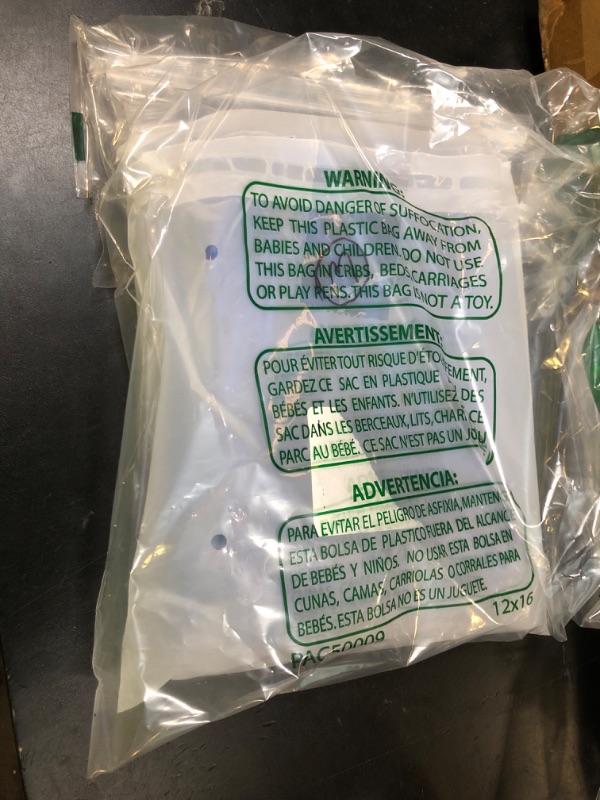 WARNING:
TO AVOID DANGER OF SUFFOCATION,
KEEP THIS PLASTIC BAG AWAY FROM
BABIES AND CHILDREN. DO NOT USE
THIS BAG IN CRIBS, BEDS, CARRIAGES
OR PLAY PENS. THIS BAG IS NOT A TOY.
AVERTISSEMENT:
POUR ÉVITER TOUT RISQUE D'ÉTOUFFEMENT,
GARDEZ CE SAC EN PLASTIQUE
BÉBÉS ET LES ENFANTS. N'UTILISEZ DES
SAC DANS LES BERCEAUX, LITS, CE
PARC AU BÉBÉ. CE SAC N'EST PAS UN JOU
ADVERTENCIA:
PARA EVITAR EL PELIGRO DE ASFIXIA, MANTENGA
ESTA BOLSA DE PLASTICO FUERA DEL ALCANCE
DE BEBÉS Y NIÑOS. NO USAR ESTA BOLSA EN
CUNAS, CAMAS, CARRIOLAS O CORRALES PARA
BEBÉS. ESTA BOLSA NO ES UN JUGUETE.
12x16
PAC50009